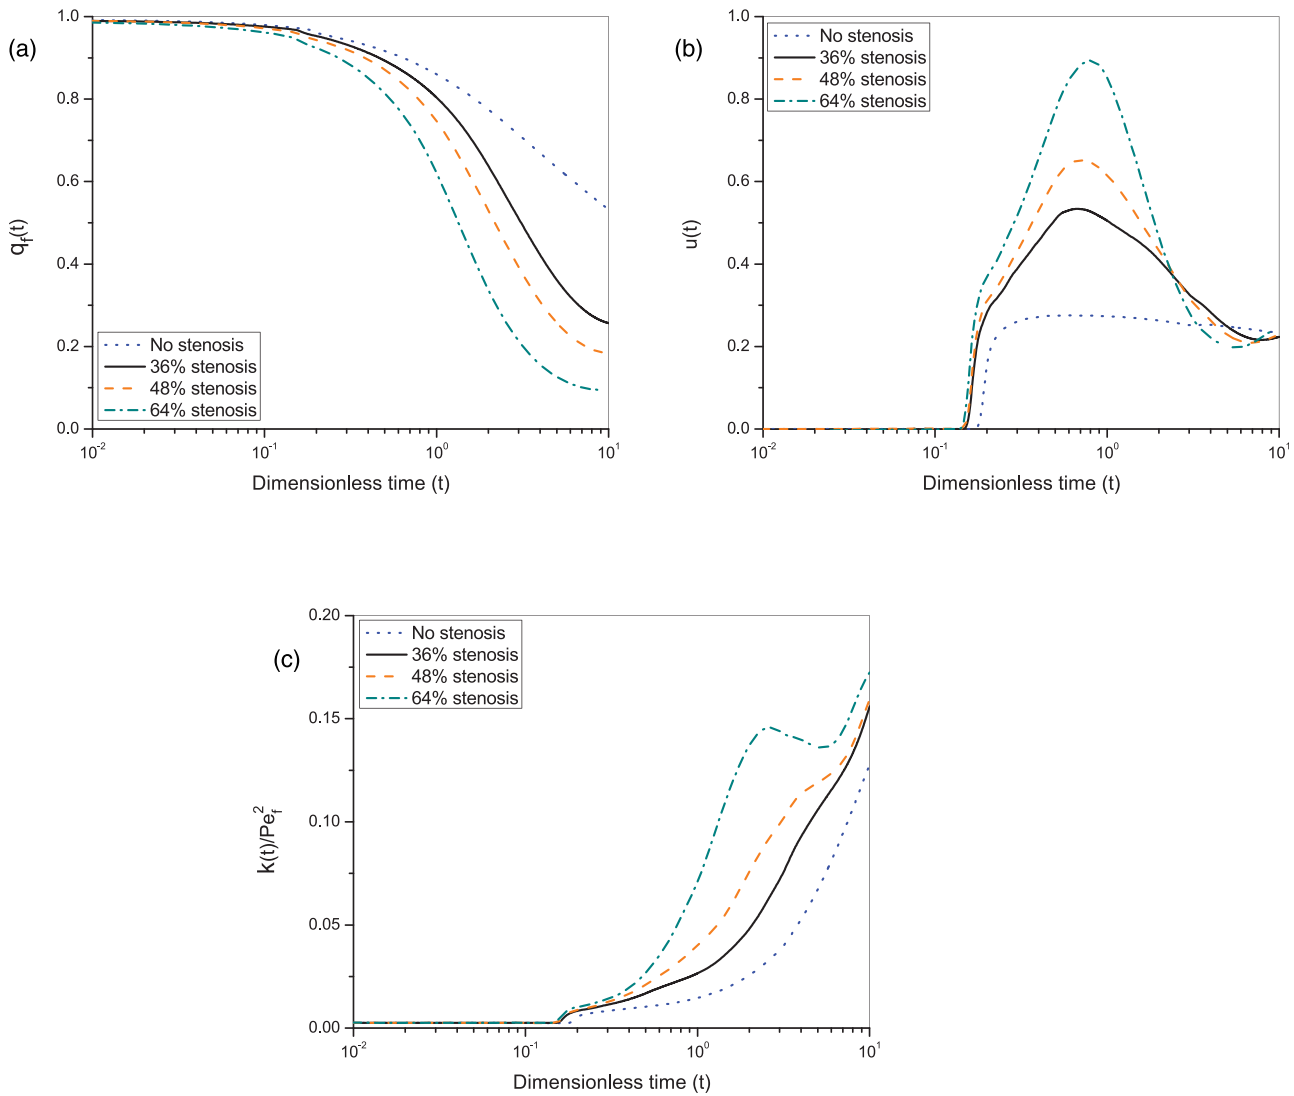 (a)
1.0
0.8
0.6
0.4
0.2
0.0
q_f(t)
No stenosis
36% stenosis
48% stenosis
64% stenosis
10^-2 10^-1 10^0 10^1
Dimensionless time (t)
(b)
1.0
0.8
0.6
0.4
0.2
0.0
u(t)
No stenosis
36% stenosis
48% stenosis
64% stenosis
10^-2 10^-1 10^0 10^1
Dimensionless time (t)
(c)
0.20
0.15
0.10
0.05
0.00
k(t)/Pe_f^2
No stenosis
36% stenosis
48% stenosis
64% stenosis
10^-2 10^-1 10^0 10^1
Dimensionless time (t)